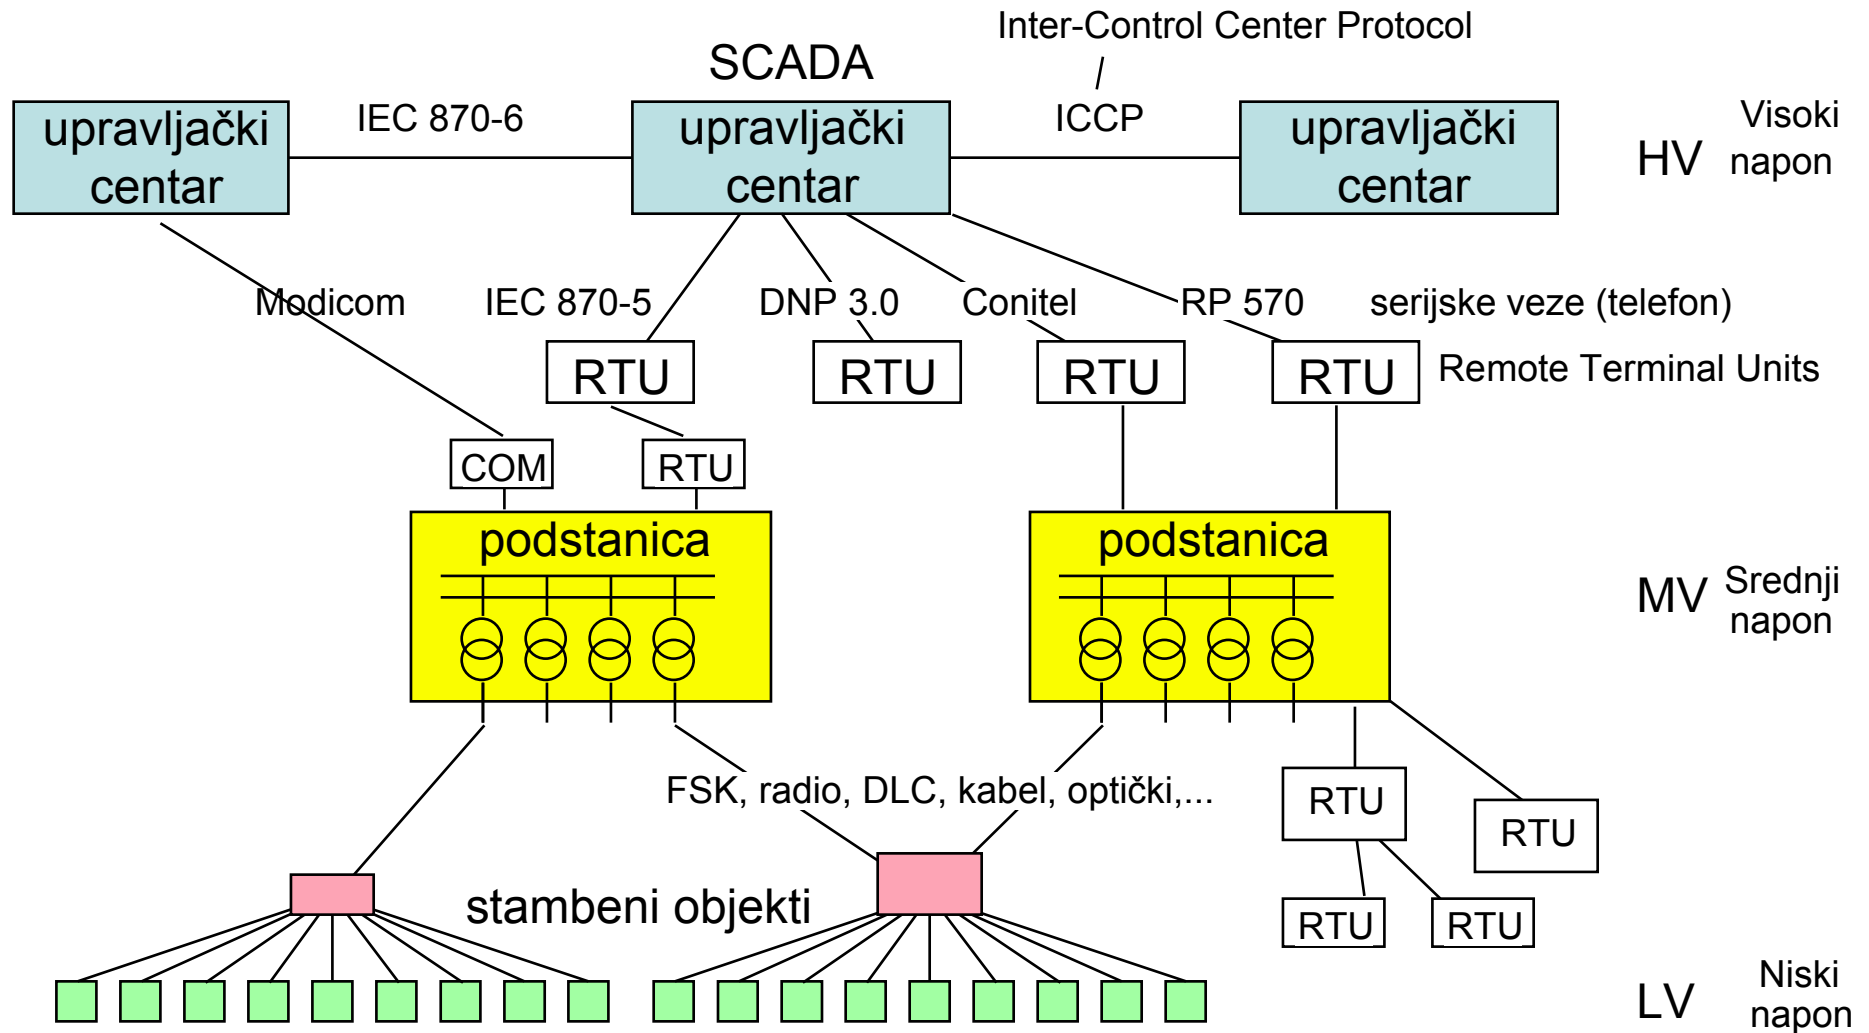 Inter-Control Center Protocol
SCADA
upravljački
centar
IEC 870-6
upravljački
centar
ICCP
upravljački
centar
HV
Visoki
napon
Modicom
IEC 870-5
DNP 3.0
Conitel
RP 570
serijske veze (telefon)
RTU
RTU
RTU
RTU
Remote Terminal Units
COM
RTU
podstanica
podstanica
MV
Srednji
napon
FSK, radio, DLC, kabel, optički,...
RTU
RTU
stambeni objekti
RTU
RTU
LV
Niski
napon